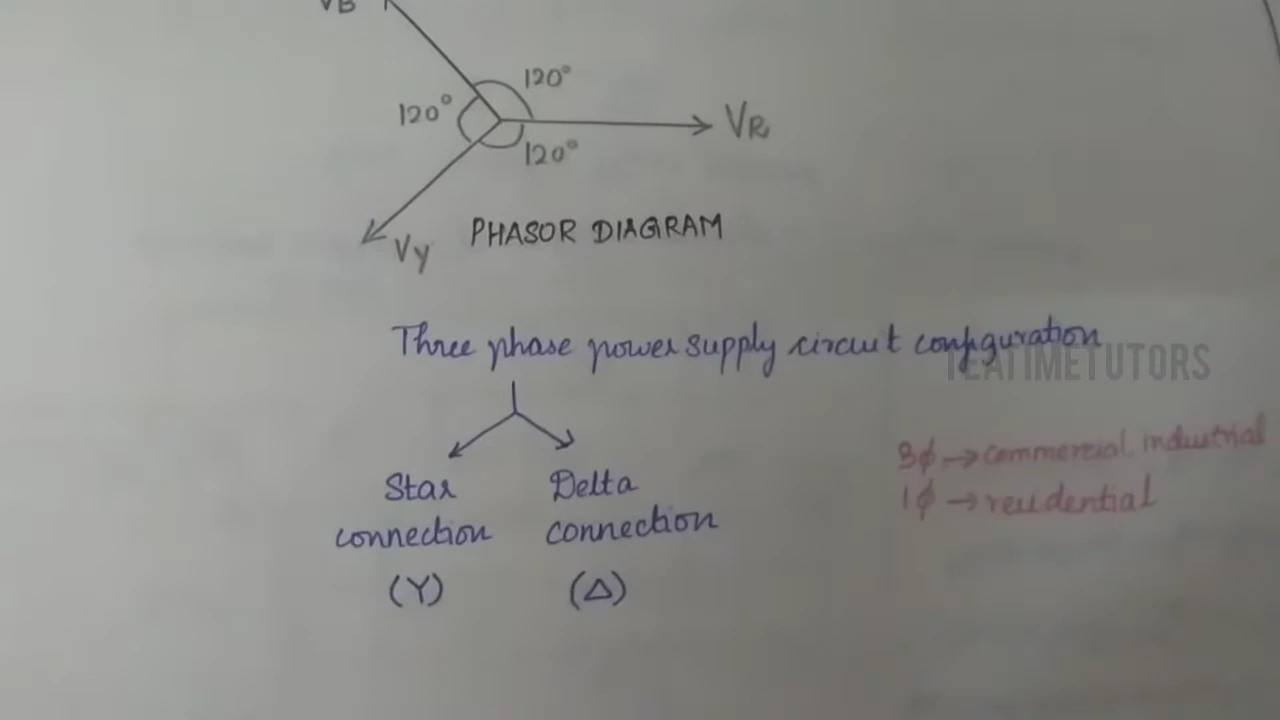 VB
120°
120°
VR
120°
VY
PHASOR DIAGRAM
Three phase power supply circuit configuration
TEATIMETUTORS
3ϕ → commercial, industrial
1ϕ → residential
Star
connection
(Y)
Delta
connection
(Δ)